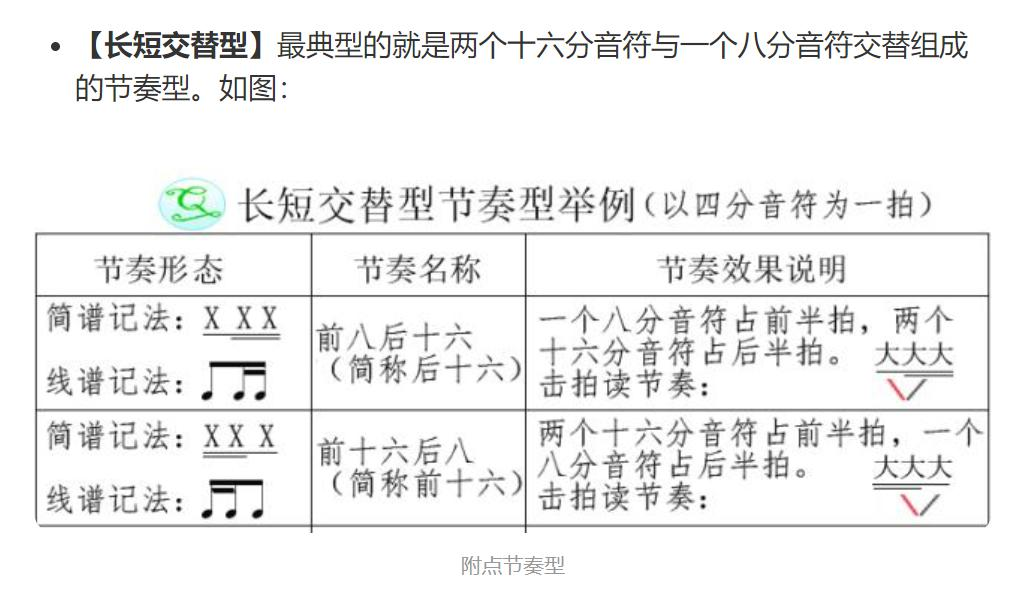 【长短交替型】最典型的就是两个十六分音符与一个八分音符交替组成
的节奏型。如图：
长短交替型节奏型举例（以四分音符为一拍）
节奏形态
节奏名称
节奏效果说明
简谱记法：X X X
线谱记法：
前八后十六
（简称后十六）
一个八分音符占前半拍，两个
十六分音符占后半拍。 大大大
击拍读节奏：
简谱记法：X X X
线谱记法：
前十六后八
（简称前十六）
两个十六分音符占前半拍，一个
八分音符占后半拍。 大大大
击拍读节奏：
附点节奏型